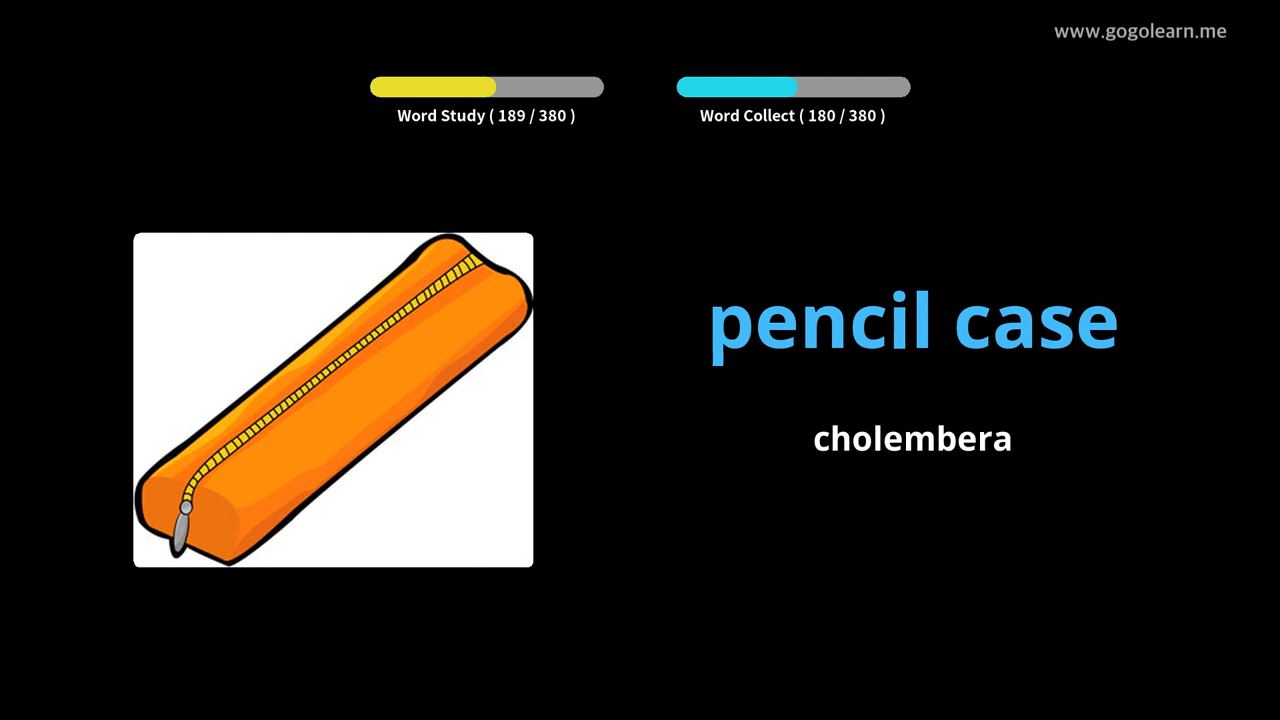 www.gogolearn.me
Word Study ( 189 / 380 )
Word Collect ( 180 / 380 )
pencil case
cholembera